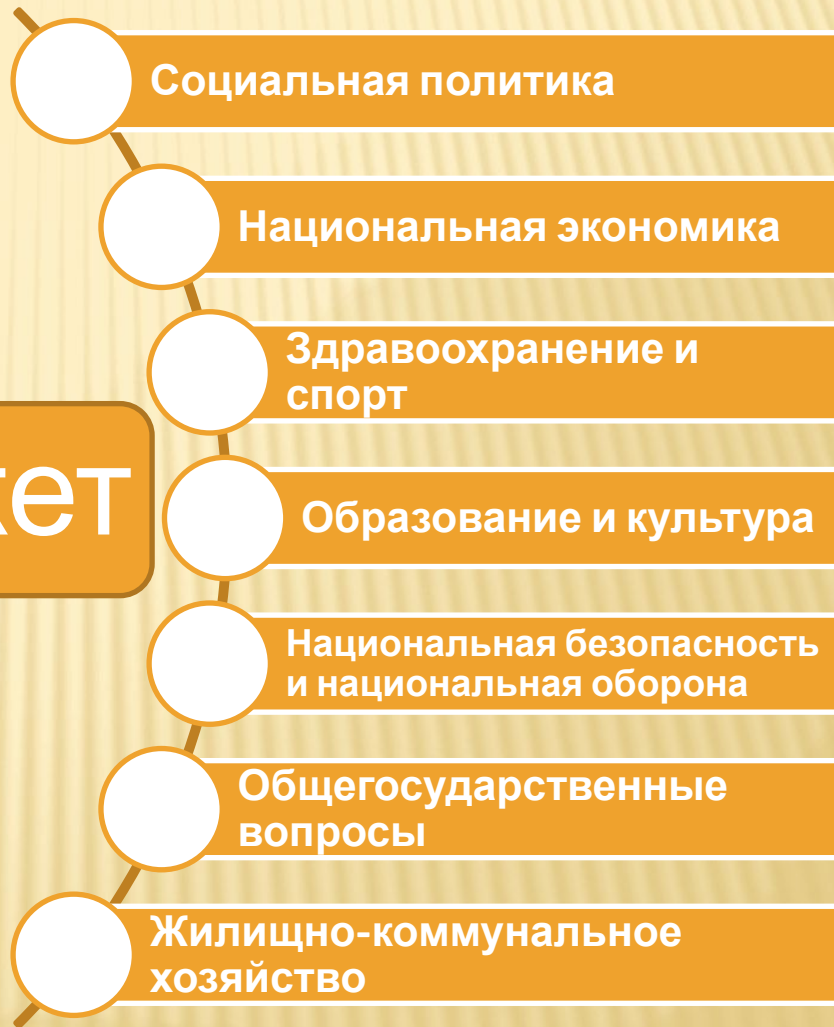 Социальная политика
Национальная экономика
Здравоохранение и
спорт
кет
Образование и культура
Национальная безопасность
и национальная оборона
Общегосударственные
вопросы
Жилищно-коммунальное
хозяйство